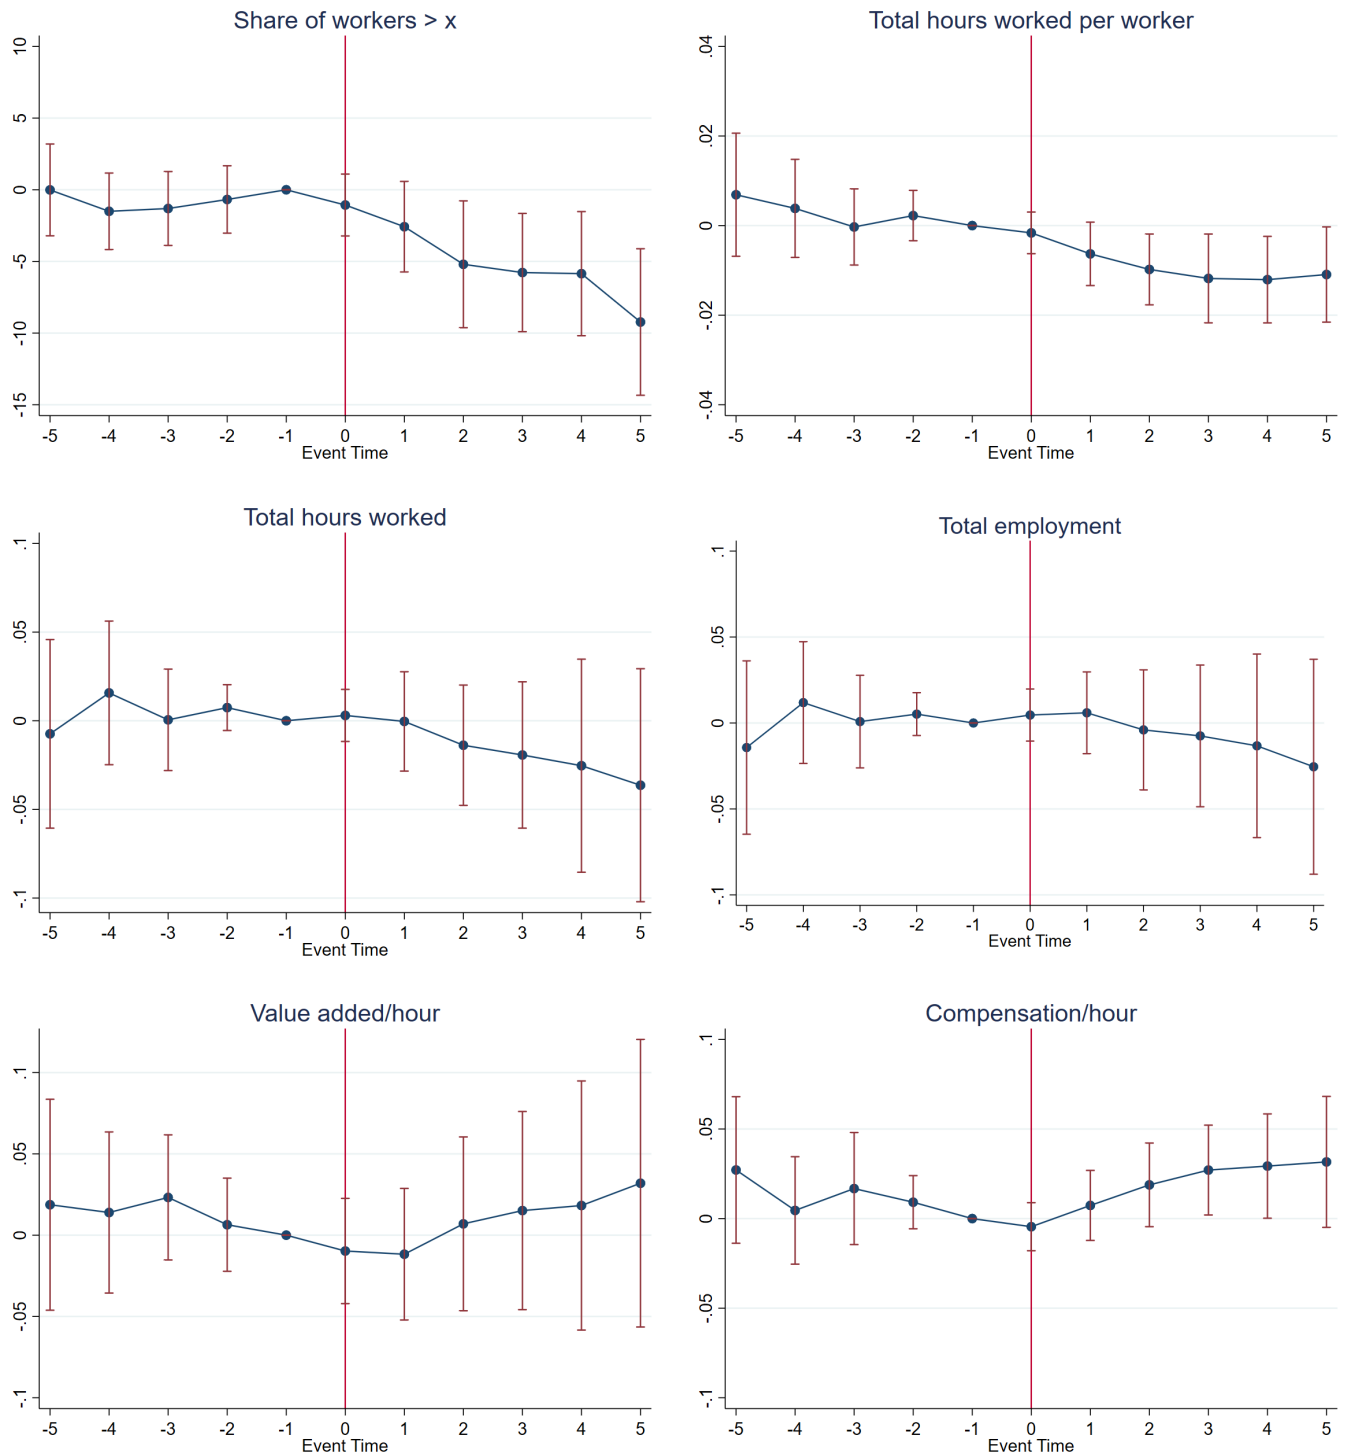 Share of workers > x
10
5
0
-5
-10
-15
-5 -4 -3 -2 -1 0 1 2 3 4 5
Event Time
Total hours worked per worker
.04
.02
0
-.02
-.04
-5 -4 -3 -2 -1 0 1 2 3 4 5
Event Time
Total hours worked
.1
.05
0
-.05
-.1
-5 -4 -3 -2 -1 0 1 2 3 4 5
Event Time
Total employment
.1
.05
0
-.05
-.1
-5 -4 -3 -2 -1 0 1 2 3 4 5
Event Time
Value added/hour
.1
.05
0
-.05
-.1
-5 -4 -3 -2 -1 0 1 2 3 4 5
Event Time
Compensation/hour
.1
.05
0
-.05
-.1
-5 -4 -3 -2 -1 0 1 2 3 4 5
Event Time